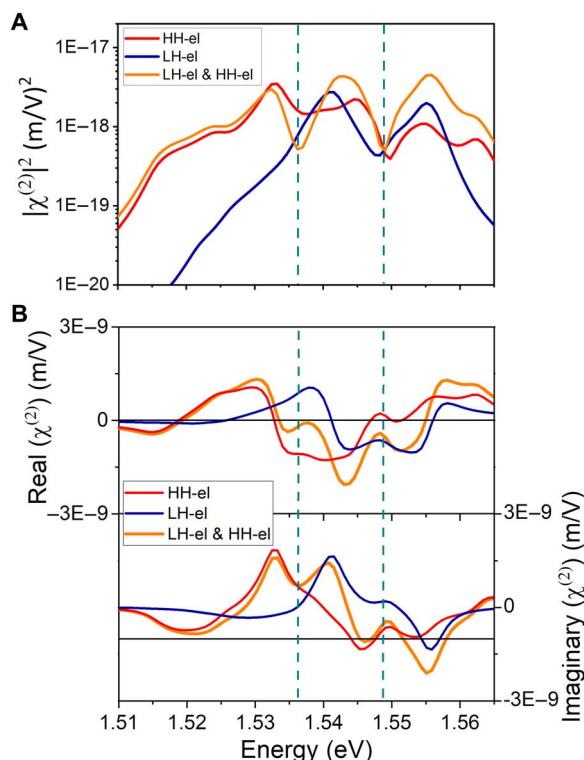 A
1E−17
1E−18
1E−19
1E−20
|χ(2)|2 (m/V)2
HH-el
LH-el
LH-el & HH-el
B
3E−9
0
−3E−9
Real (χ(2)) (m/V)
HH-el
LH-el
LH-el & HH-el
3E−9
0
−3E−9
Imaginary (χ(2)) (m/V)
1.51 1.52 1.53 1.54 1.55 1.56
Energy (eV)